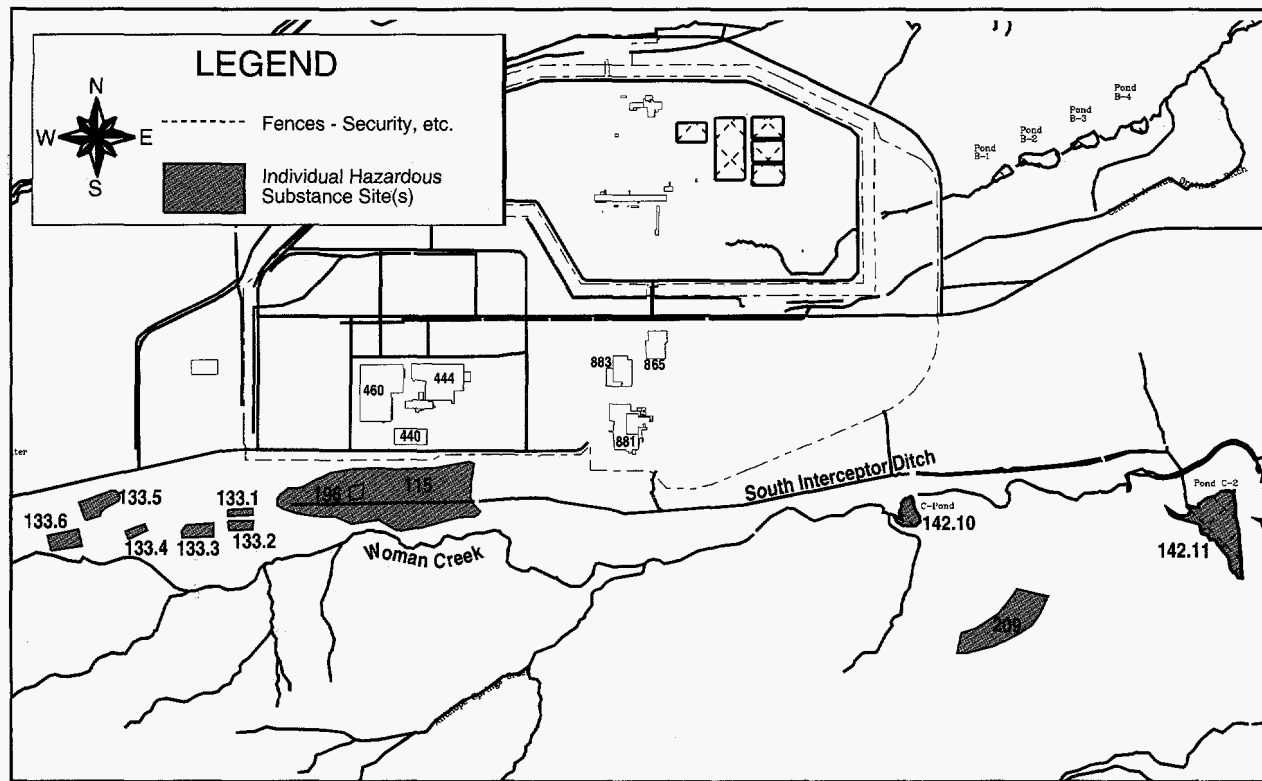 LEGEND
N
W E
S
Fences - Security, etc.
Individual Hazardous
Substance Site(s)
Pond
B-4
Pond
B-3
Pond
B-2
Pond
B-1
883
865
460
444
440
881
South Interceptor Ditch
133.5
133.1
196
115
133.6
133.4
133.3
133.2
Woman Creek
C-Pond
142.10
Pond C-2
142.11
209